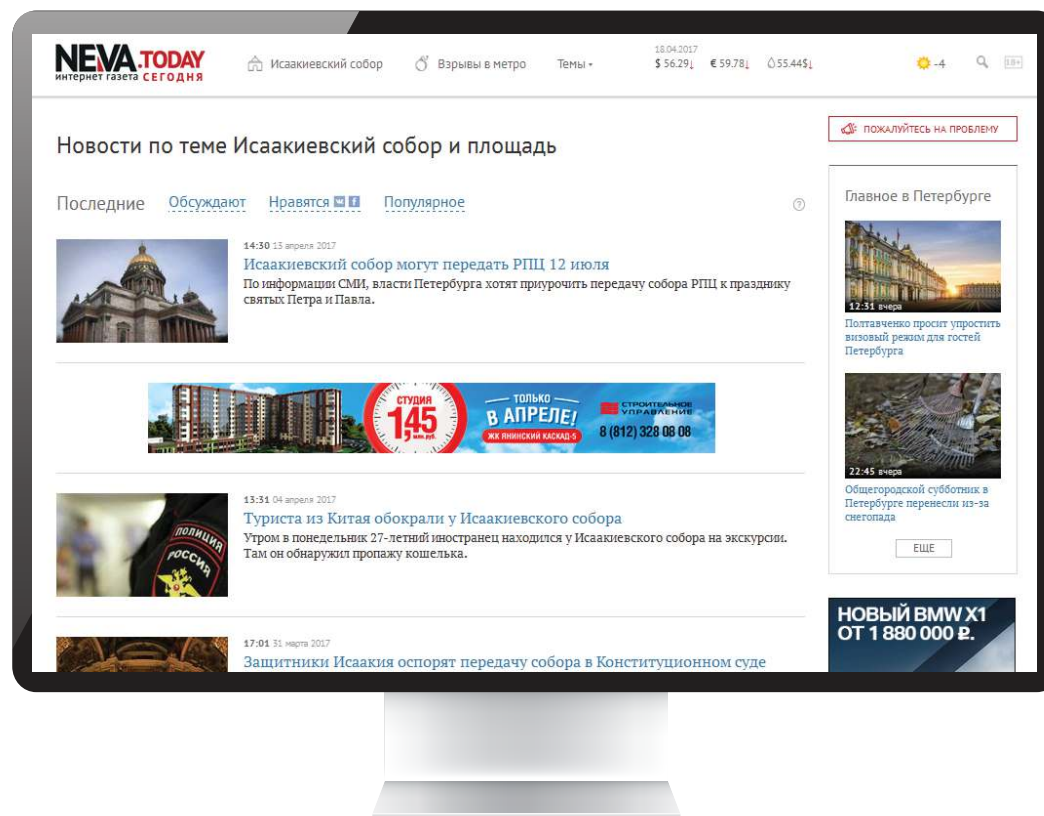 NEVA.TODAY
интернет газета СЕГОДНЯ
Исаакиевский собор
Взрывы в метро
Темы
18.04.2017
$ 56.29↓ € 59.78↓ 55.44$↓
-4
18+
ПОЖАЛУЙТЕСЬ НА ПРОБЛЕМУ
Новости по теме Исаакиевский собор и площадь
Последние Обсуждают Нравятся Популярное
?
14:30 13 апреля 2017
Исаакиевский собор могут передать РПЦ 12 июля
По информации СМИ, власти Петербурга хотят приурочить передачу собора РПЦ к празднику
святых Петра и Павла.
СТУДИЯ
1,45
млн.руб.
ТОЛЬКО
В АПРЕЛЕ!
ЖК ЯНИНСКИЙ КАСКАД-5
СТРОИТЕЛЬНОЕ
УПРАВЛЕНИЕ
8 (812) 328 08 08
13:31 04 апреля 2017
Туриста из Китая обокрали у Исаакиевского собора
Утром в понедельник 27-летний иностранец находился у Исаакиевского собора на экскурсии.
Там он обнаружил пропажу кошелька.
ПОЛИЦИЯ
РОССИЯ
17:01 31 марта 2017
Защитники Исаакия оспорят передачу собора в Конституционном суде
Главное в Петербурге
12:31 вчера
Полтавченко просит упростить
визовый режим для гостей
Петербурга
22:45 вчера
Общегородской субботник в
Петербурге перенесли из-за
снегопада
ЕЩЕ
НОВЫЙ BMW X1
ОТ 1 880 000 ₽.